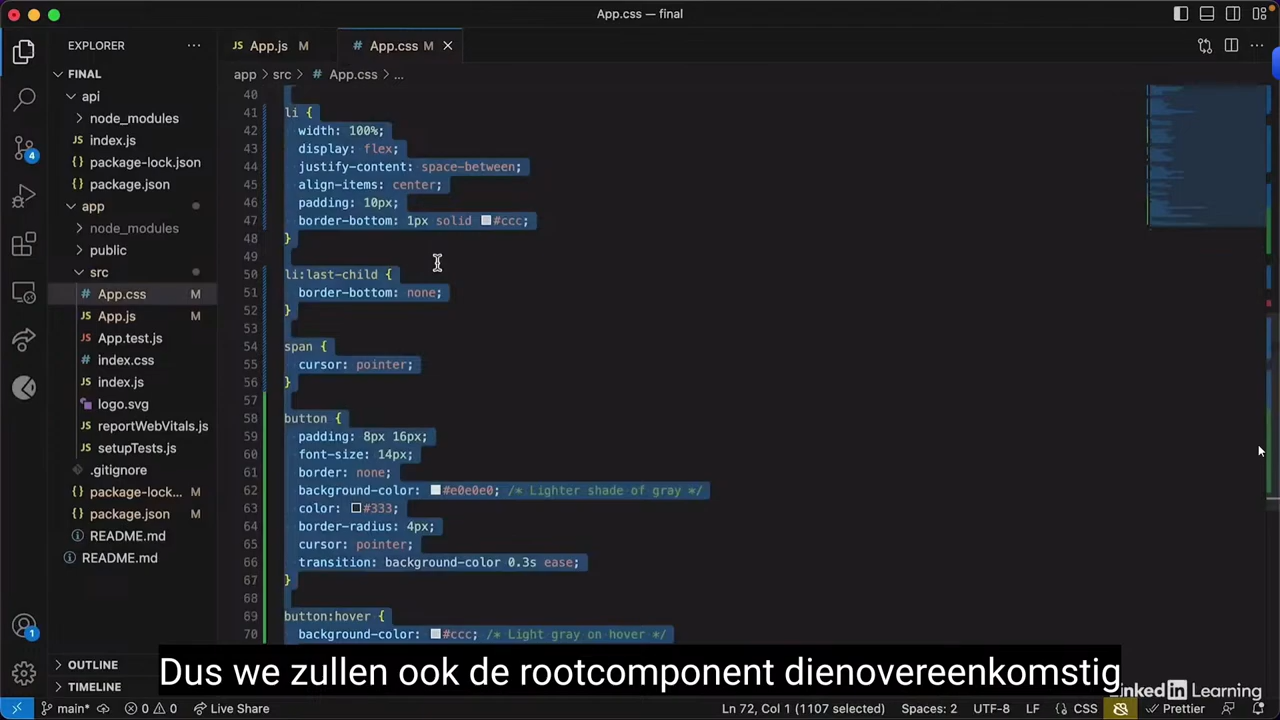 App.css — final
EXPLORER
FINAL
api
node_modules
index.js
package-lock.json
package.json
app
node_modules
public
src
App.css M
App.js M
App.test.js
index.css
index.js
logo.svg
reportWebVitals.js
setupTests.js
.gitignore
package-lock... M
package.json M
README.md
README.md
OUTLINE
TIMELINE
4
1
App.js M
App.css M
app > src > # App.css > ...
40
41 li {
42 width: 100%;
43 display: flex;
44 justify-content: space-between;
45 align-items: center;
46 padding: 10px;
47 border-bottom: 1px solid #ccc;
48 }
49
50 li:last-child {
51 border-bottom: none;
52 }
53
54 span {
55 cursor: pointer;
56 }
57
58 button {
59 padding: 8px 16px;
60 font-size: 14px;
61 border: none;
62 background-color: #e0e0e0; /* Lighter shade of gray */
63 color: #333;
64 border-radius: 4px;
65 cursor: pointer;
66 transition: background-color 0.3s ease;
67 }
68
69 button:hover {
70 background-color: #ccc; /* Light gray on hover */
Dus we zullen ook de rootcomponent dienovereenkomstig
LinkedIn Learning
main* 0 0 Live Share Ln 72, Col 1 (1107 selected) Spaces: 2 UTF-8 LF {} CSS Prettier